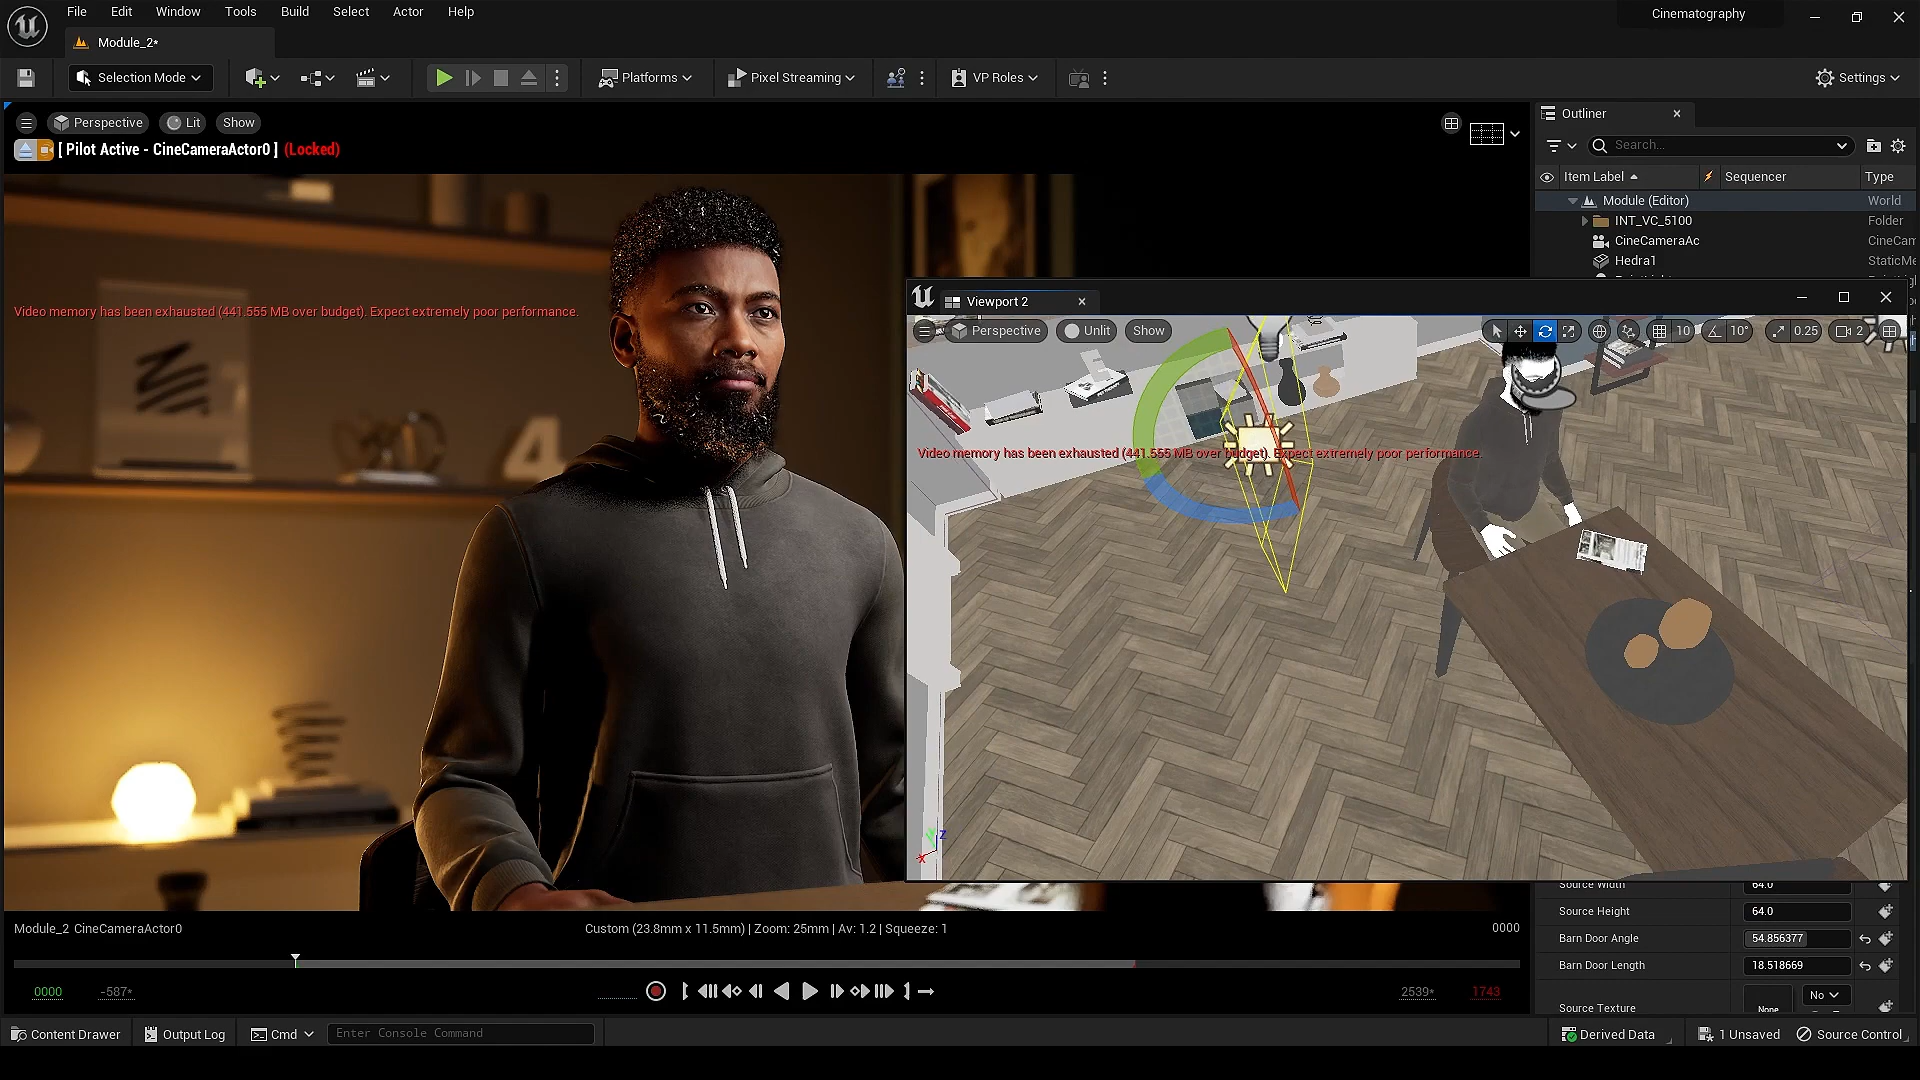 File Edit Window Tools Build Select Actor Help
Cinematography
Module_2*
Selection Mode
Platforms
Pixel Streaming
VP Roles
Settings
Perspective Lit Show
[ Pilot Active - CineCameraActor0 ] (Locked)
Outliner
Search...
Item Label Sequencer Type
Module (Editor) World
INT_VC_5100 Folder
CineCameraAc CineCam
Hedra1 StaticMe
Video memory has been exhausted (441.555 MB over budget). Expect extremely poor performance.
4
Viewport 2
Perspective Unlit Show
10 10° 0.25 2
Video memory has been exhausted (441.555 MB over budget). Expect extremely poor performance.
Z
Y
X
Source Width 64.0
Source Height 64.0
Barn Door Angle 54.856377
Barn Door Length 18.518669
Source Texture None No
Module_2 CineCameraActor0
Custom (23.8mm x 11.5mm) | Zoom: 25mm | Av: 1.2 | Squeeze: 1
0000
0000 -587* 2539* 1743
Content Drawer Output Log Cmd Enter Console Command Derived Data 1 Unsaved Source Control